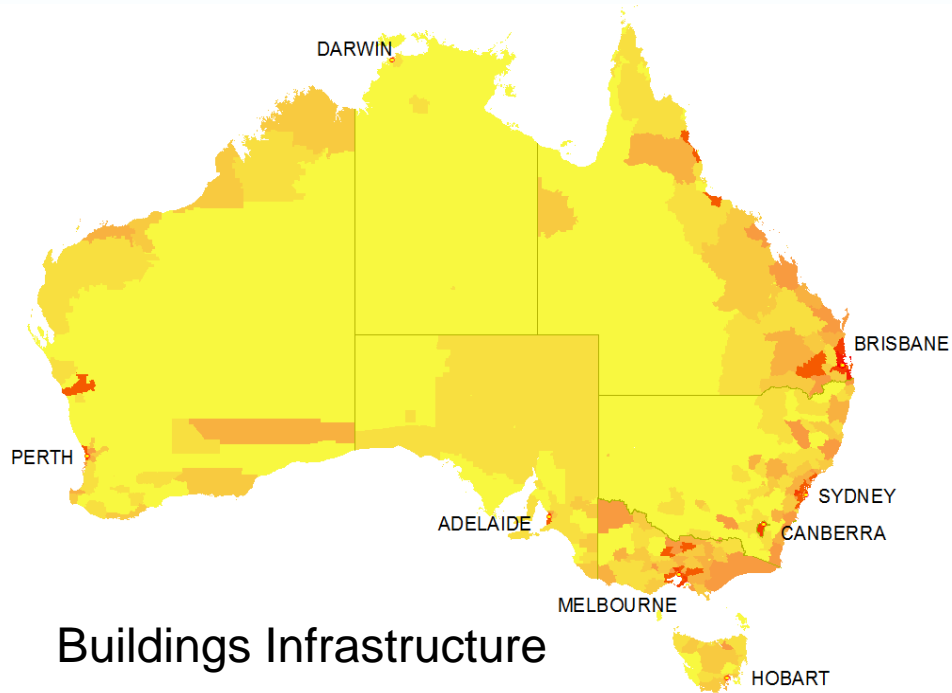 DARWIN
BRISBANE
PERTH
SYDNEY
ADELAIDE
CANBERRA
MELBOURNE
Buildings Infrastructure
HOBART